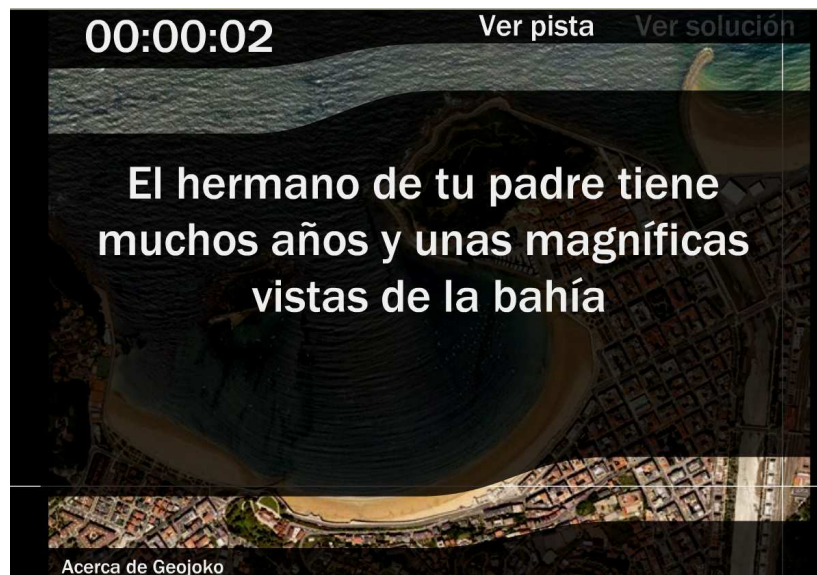 00:00:02
Ver pista
Ver solución
El hermano de tu padre tiene
muchos años y unas magníficas
vistas de la bahía
Acerca de Geojoko